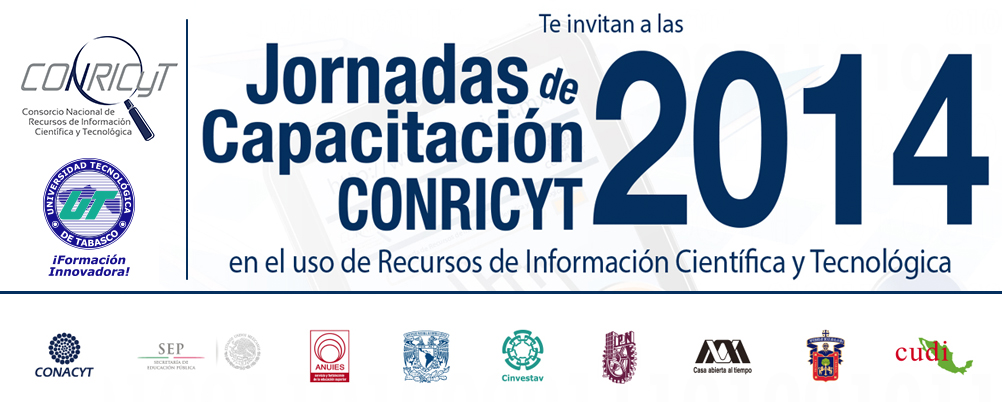 CONRICyT
Consorcio Nacional de
Recursos de Información
Científica y Tecnológica
UNIVERSIDAD TECNOLÓGICA
UT
DE TABASCO
¡Formación
Innovadora!
Te invitan a las
Jornadas de
Capacitación
CONRICYT
2014
en el uso de Recursos de Información Científica y Tecnológica
CONACYT
SEP
SECRETARÍA DE
EDUCACIÓN PÚBLICA
ANUIES
Cinvestav
IPN
Casa abierta al tiempo
cudi